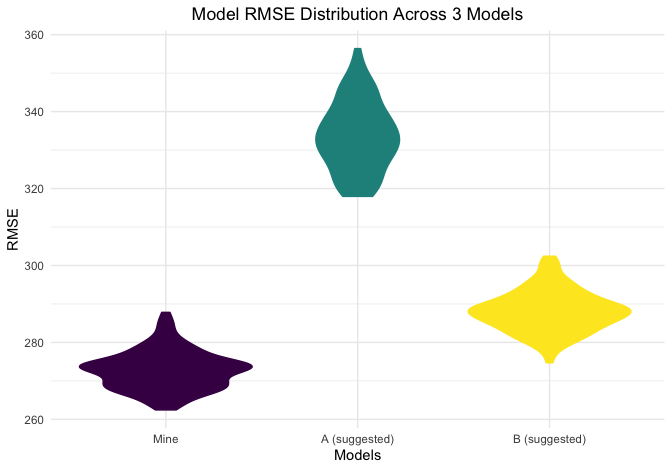 Model RMSE Distribution Across 3 Models
360
340
320
300
280
260
RMSE
Mine
A (suggested)
B (suggested)
Models